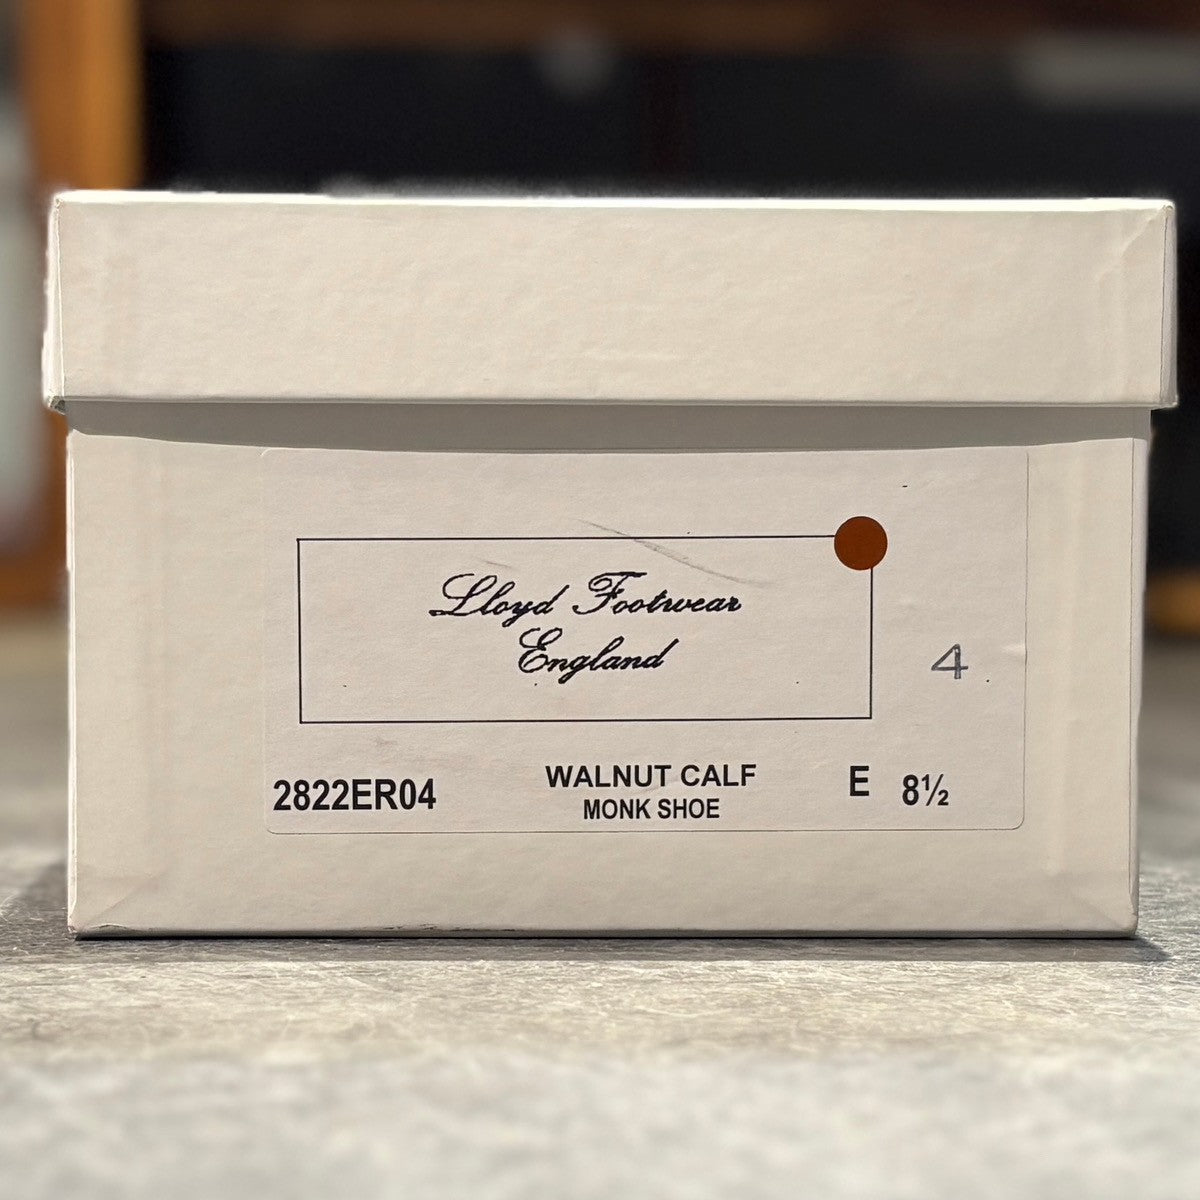 Lloyd Footwear
England
4
2822ER04
WALNUT CALF
MONK SHOE
E
8½